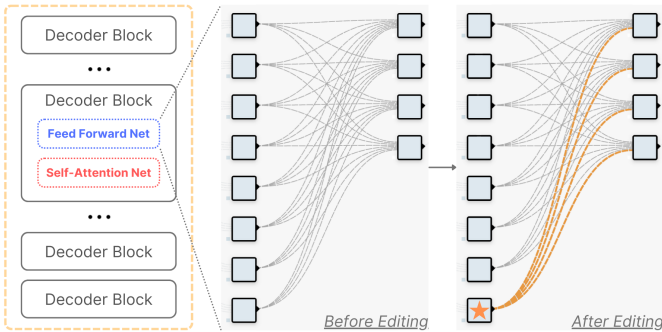 Decoder Block
•••
Decoder Block
Feed Forward Net
Self-Attention Net
•••
Decoder Block
Decoder Block
Before Editing
After Editing